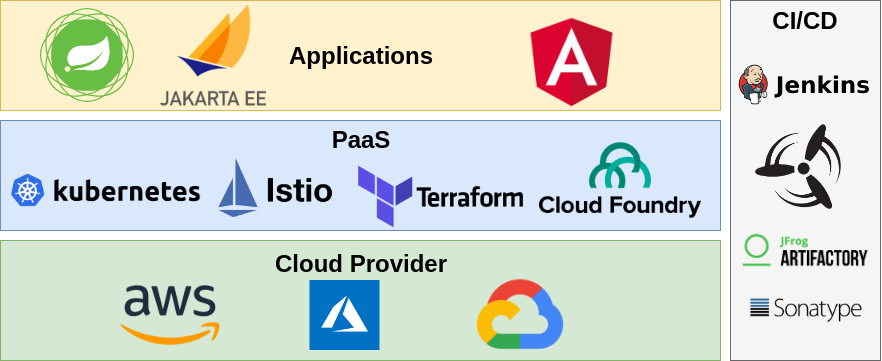 Applications
JAKARTA EE
A
PaaS
kubernetes
Istio
Terraform
Cloud Foundry
Cloud Provider
aws
CI/CD
Jenkins
JFrog
ARTIFACTORY
Sonatype